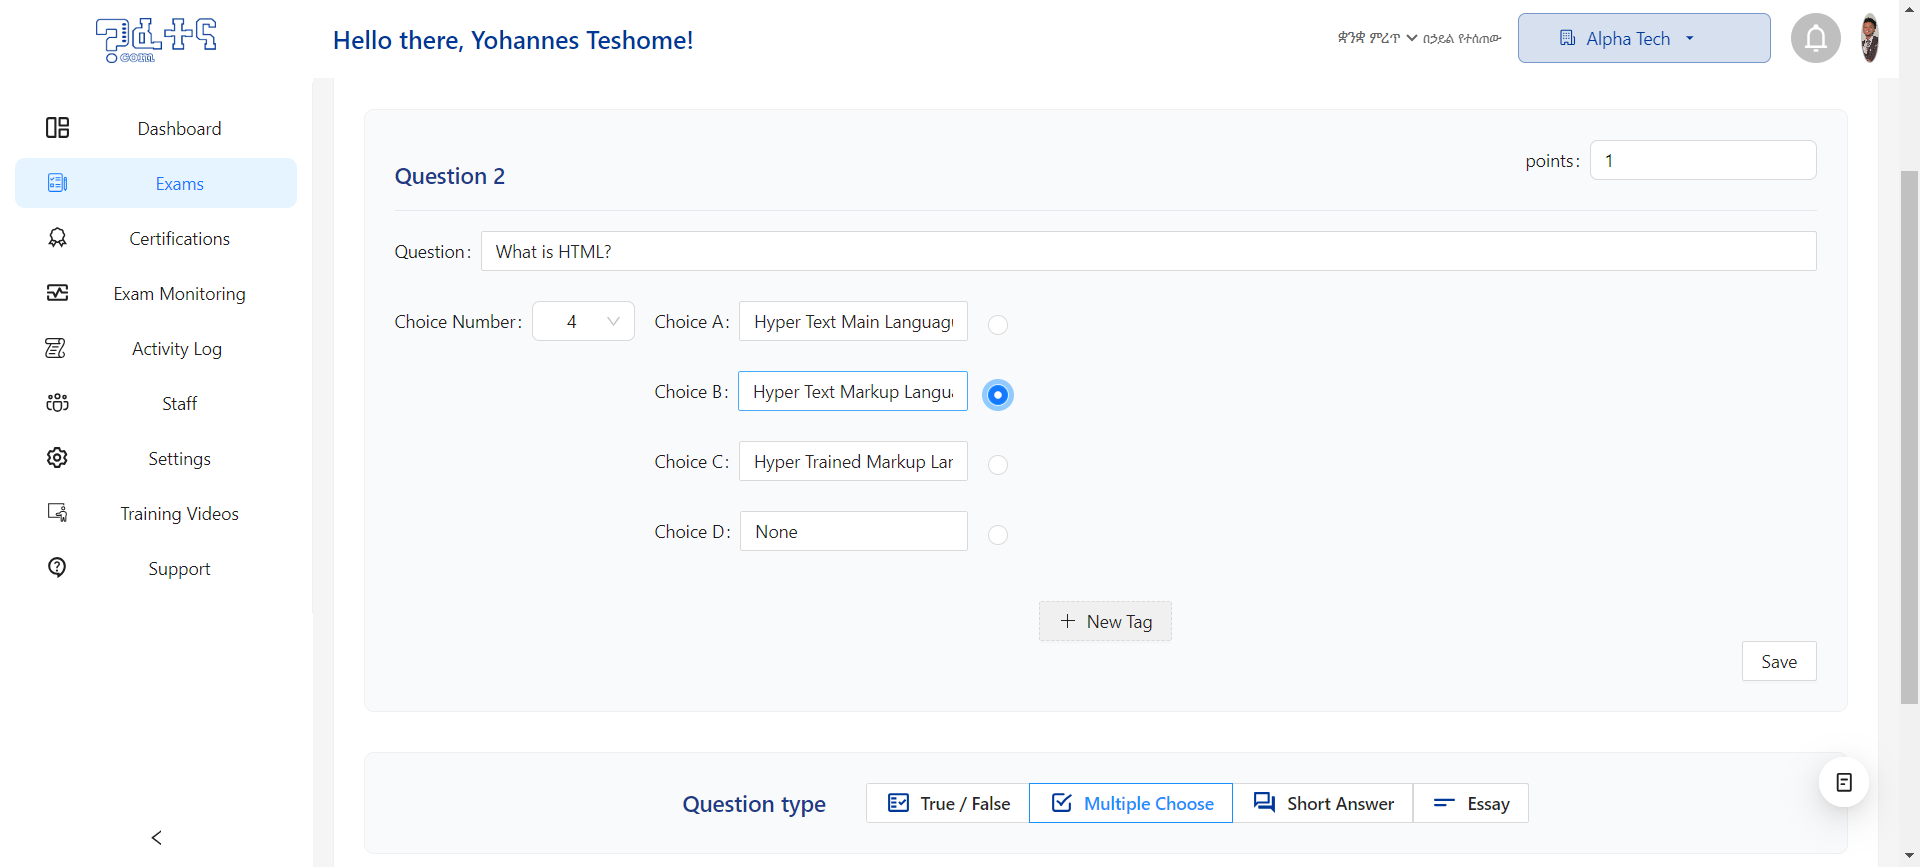 ፈተና
.com
Hello there, Yohannes Teshome!
ቋንቋ ምረጥ በኃይል የተሰጠው
Alpha Tech
Dashboard
Exams
Certifications
Exam Monitoring
Activity Log
Staff
Settings
Training Videos
Support
Question 2
points: 1
Question: What is HTML?
Choice Number: 4
Choice A: Hyper Text Main Languag
Choice B: Hyper Text Markup Langu
Choice C: Hyper Trained Markup Lar
Choice D: None
+ New Tag
Save
Question type
True / False
Multiple Choose
Short Answer
Essay